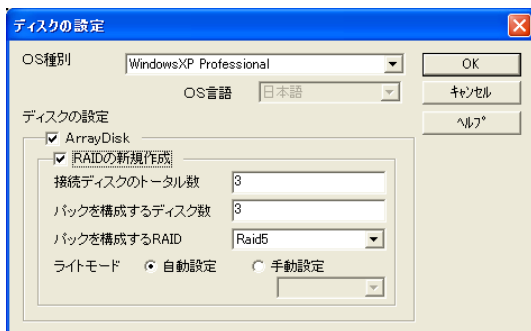 ディスクの設定
OS種別 WindowsXP Professional
OK
OS言語 日本語
キャンセル
ディスクの設定
ヘルプ
ArrayDisk
RAIDの新規作成
接続ディスクのトータル数 3
パックを構成するディスク数 3
パックを構成するRAID Raid5
ライトモード 自動設定 手動設定